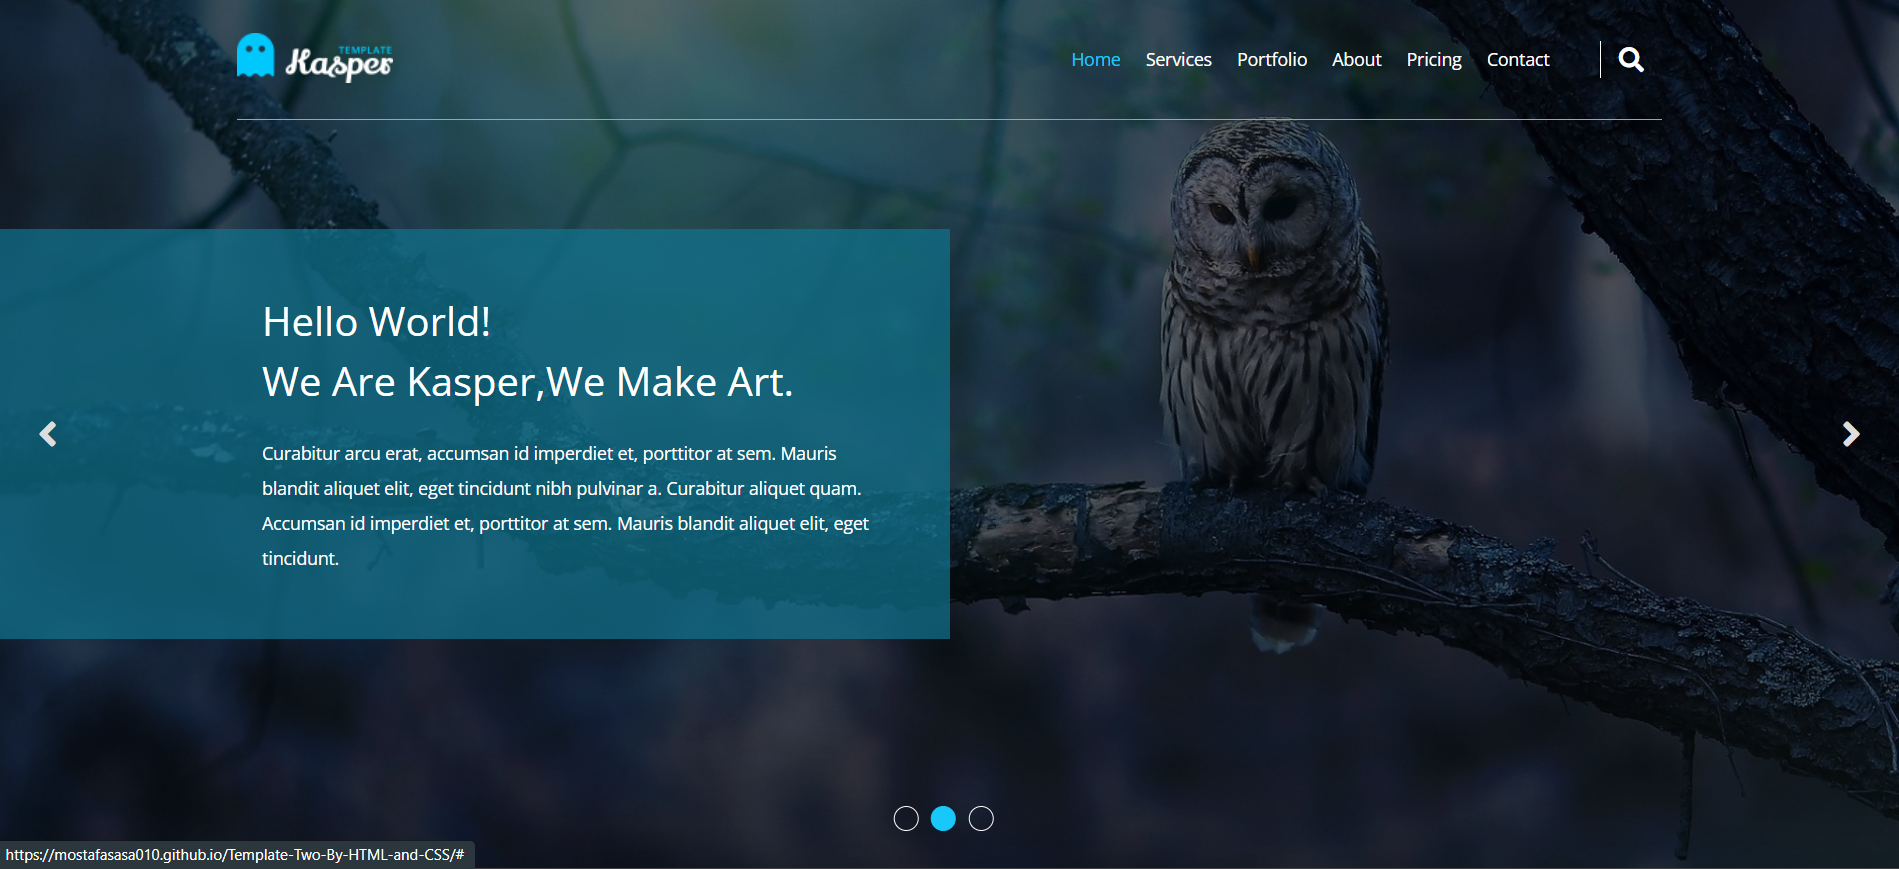 TEMPLATE
Kasper
Home Services Portfolio About Pricing Contact
Hello World!
We Are Kasper,We Make Art.
Curabitur arcu erat, accumsan id imperdiet et, porttitor at sem. Mauris
blandit aliquet elit, eget tincidunt nibh pulvinar a. Curabitur aliquet quam.
Accumsan id imperdiet et, porttitor at sem. Mauris blandit aliquet elit, eget
tincidunt.
https://mostafasasa010.github.io/Template-Two-By-HTML-and-CSS/#